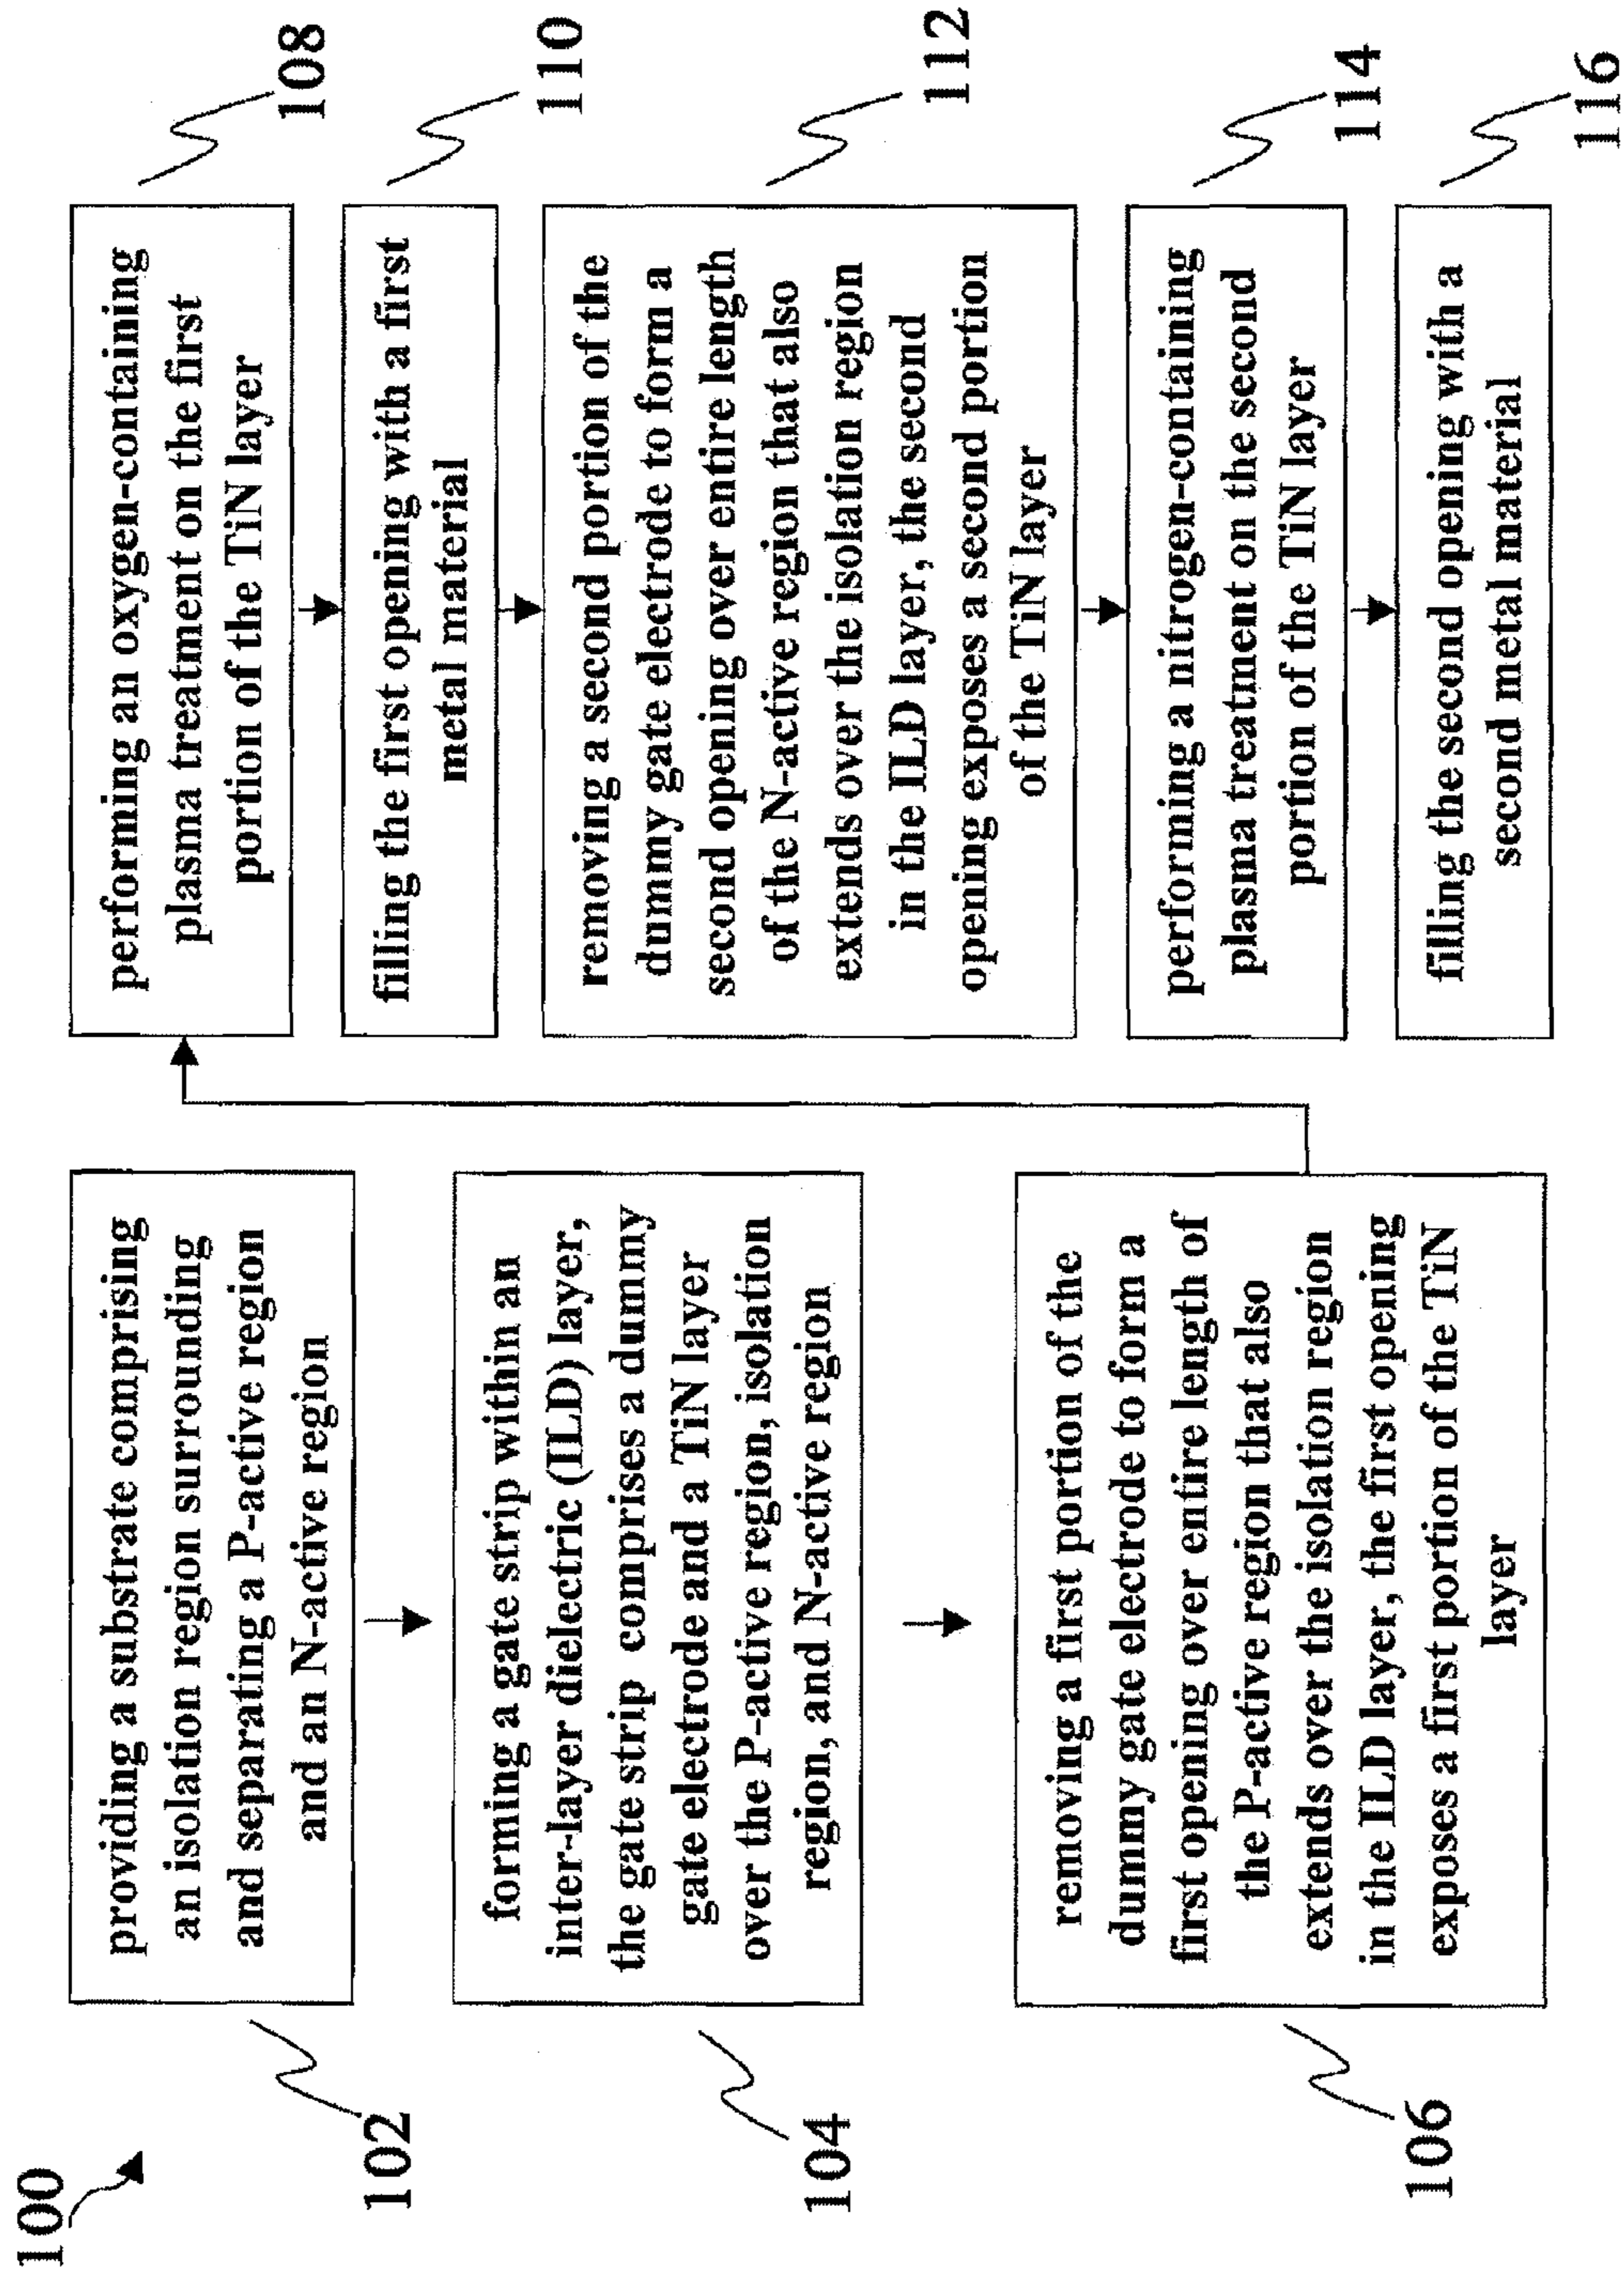 100
102
providing a substrate comprising
an isolation region surrounding
and separating a P-active region
and an N-active region
104
forming a gate strip within an
inter-layer dielectric (ILD) layer,
the gate strip comprises a dummy
gate electrode and a TiN layer
over the P-active region, isolation
region, and N-active region
106
removing a first portion of the
dummy gate electrode to form a
first opening over entire length of
the P-active region that also
extends over the isolation region
in the ILD layer, the first opening
exposes a first portion of the TiN
layer
performing an oxygen-containing
plasma treatment on the first
portion of the TiN layer
108
filling the first opening with a first
metal material
110
removing a second portion of the
dummy gate electrode to form a
second opening over entire length
of the N-active region that also
extends over the isolation region
in the ILD layer, the second
opening exposes a second portion
of the TiN layer
112
performing a nitrogen-containing
plasma treatment on the second
portion of the TiN layer
114
filling the second opening with a
second metal material
116